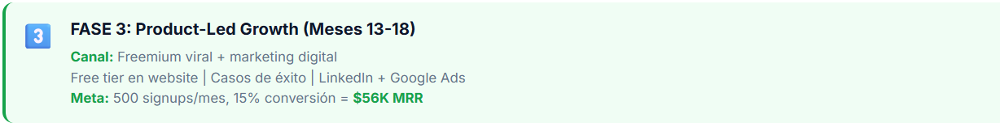 3
FASE 3: Product-Led Growth (Meses 13-18)
Canal: Freemium viral + marketing digital
Free tier en website | Casos de éxito | LinkedIn + Google Ads
Meta: 500 signups/mes, 15% conversión = $56K MRR